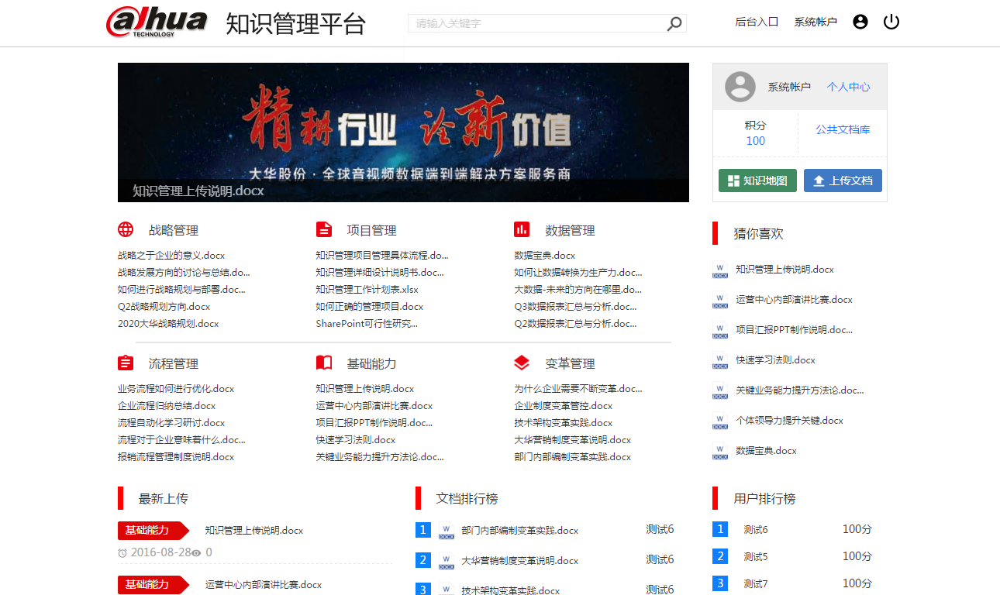 alhua
TECHNOLOGY
知识管理平台
请输入关键字
后台入口
系统帐户
精耕行业 论新价值
大华股份·全球音视频数据端到端解决方案服务商
知识管理上传说明.docx
系统帐户
个人中心
积分
100
公共文档库
知识地图
上传文档
战略管理
战略之于企业的意义.docx
战略发展方向的讨论与总结.do...
如何进行战略规划与部署.doc...
Q2战略规划方向.docx
2020大华战略规划.docx
项目管理
知识管理项目管理具体流程.do...
知识管理详细设计说明书.doc...
知识管理工作计划表.xlsx
如何正确的管理项目.docx
SharePoint可行性研究...
数据管理
数据宝典.docx
如何让数据转换为生产力.doc...
大数据-未来的方向在哪里.do...
Q3数据报表汇总与分析.doc...
Q2数据报表汇总与分析.doc...
猜你喜欢
W DOCX 知识管理上传说明.docx
W DOCX 运营中心内部演讲比赛.docx
W DOCX 项目汇报PPT制作说明.doc...
W DOCX 快速学习法则.docx
W DOCX 关键业务能力提升方法论.doc...
W DOCX 个体领导力提升关键.docx
W DOCX 数据宝典.docx
流程管理
业务流程如何进行优化.docx
企业流程归纳总结.docx
流程自动化学习研讨.docx
流程对于企业意味着什么.doc...
报销流程管理制度说明.docx
基础能力
知识管理上传说明.docx
运营中心内部演讲比赛.docx
项目汇报PPT制作说明.doc...
快速学习法则.docx
关键业务能力提升方法论.doc...
变革管理
为什么企业需要不断变革.doc...
企业制度变革管控.docx
技术架构变革实践.docx
大华营销制度变革说明.docx
部门内部编制变革实践.docx
最新上传
基础能力 知识管理上传说明.docx
2016-08-28 0
基础能力 运营中心内部演讲比赛.docx
文档排行榜
1 W DOCX 部门内部编制变革实践.docx 测试6
2 W DOCX 大华营销制度变革说明.docx 测试6
3 W 技术架构变革实践.docx 测试6
用户排行榜
1 测试6 100分
2 测试5 100分
3 测试7 100分